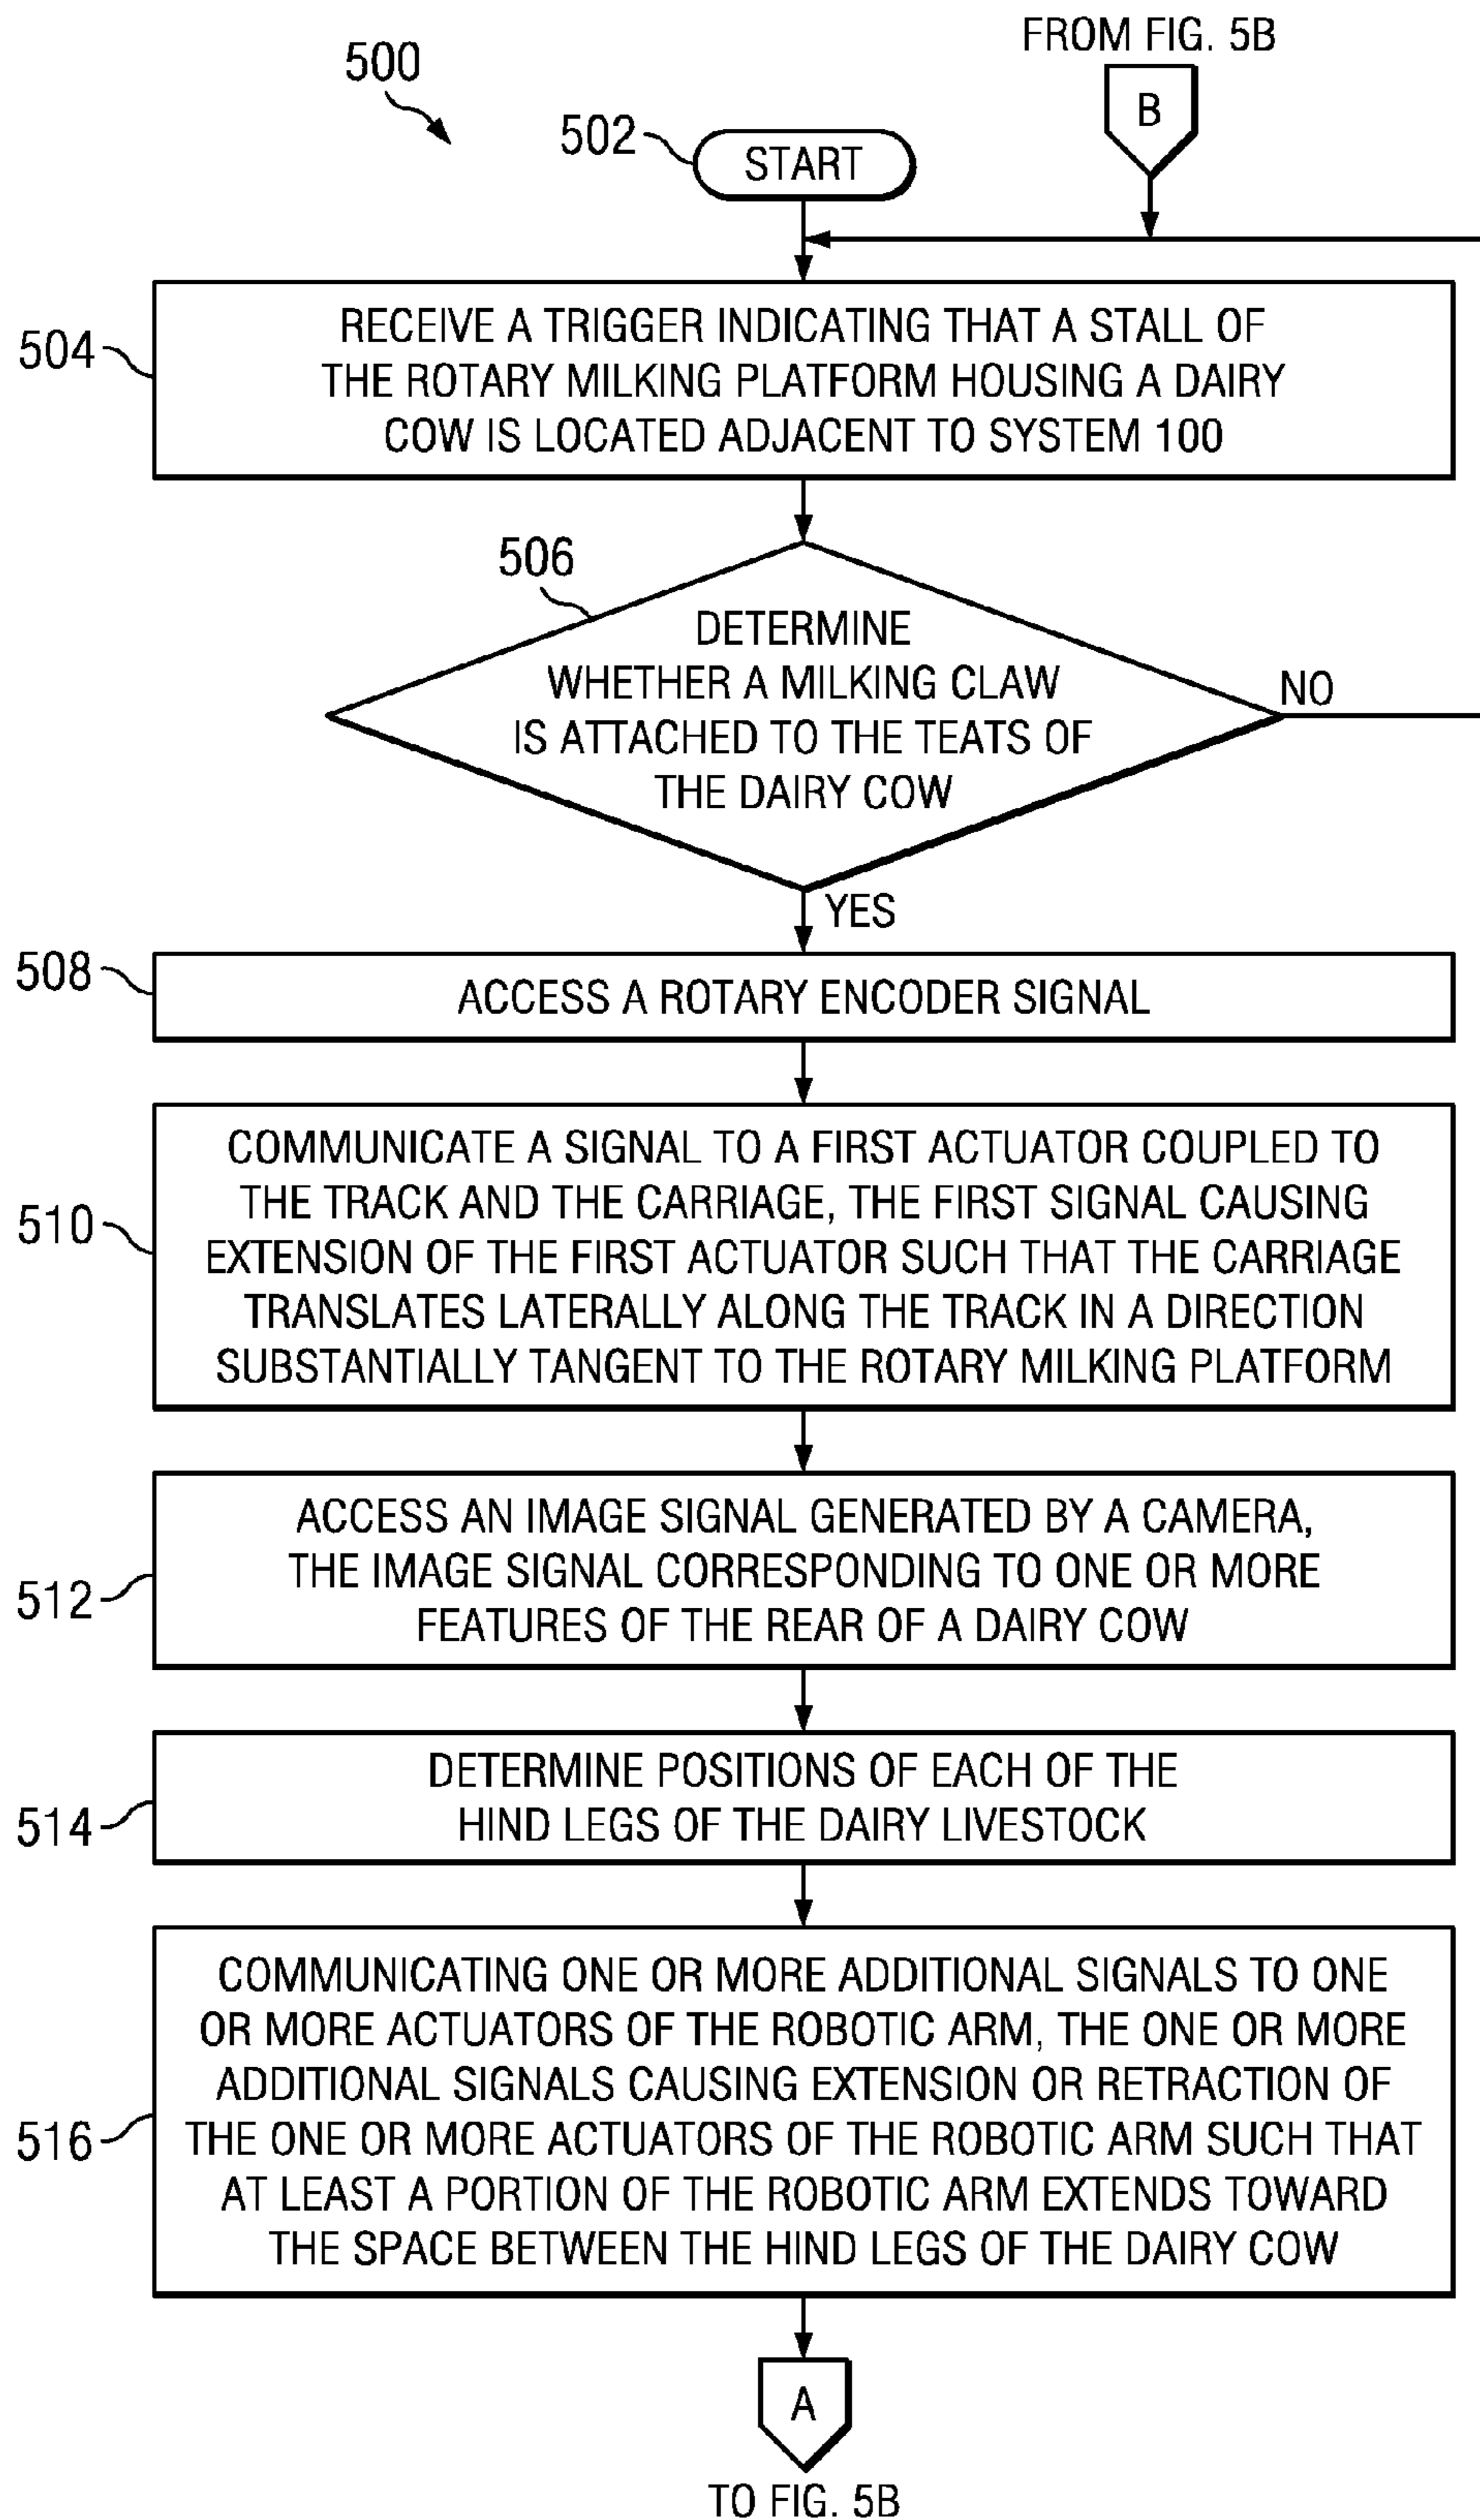 FROM FIG. 5B
500
B
502
START
504
RECEIVE A TRIGGER INDICATING THAT A STALL OF
THE ROTARY MILKING PLATFORM HOUSING A DAIRY
COW IS LOCATED ADJACENT TO SYSTEM 100
506
DETERMINE
WHETHER A MILKING CLAW
IS ATTACHED TO THE TEATS OF
THE DAIRY COW
NO
YES
508
ACCESS A ROTARY ENCODER SIGNAL
510
COMMUNICATE A SIGNAL TO A FIRST ACTUATOR COUPLED TO
THE TRACK AND THE CARRIAGE, THE FIRST SIGNAL CAUSING
EXTENSION OF THE FIRST ACTUATOR SUCH THAT THE CARRIAGE
TRANSLATES LATERALLY ALONG THE TRACK IN A DIRECTION
SUBSTANTIALLY TANGENT TO THE ROTARY MILKING PLATFORM
512
ACCESS AN IMAGE SIGNAL GENERATED BY A CAMERA,
THE IMAGE SIGNAL CORRESPONDING TO ONE OR MORE
FEATURES OF THE REAR OF A DAIRY COW
514
DETERMINE POSITIONS OF EACH OF THE
HIND LEGS OF THE DAIRY LIVESTOCK
516
COMMUNICATING ONE OR MORE ADDITIONAL SIGNALS TO ONE
OR MORE ACTUATORS OF THE ROBOTIC ARM, THE ONE OR MORE
ADDITIONAL SIGNALS CAUSING EXTENSION OR RETRACTION OF
THE ONE OR MORE ACTUATORS OF THE ROBOTIC ARM SUCH THAT
AT LEAST A PORTION OF THE ROBOTIC ARM EXTENDS TOWARD
THE SPACE BETWEEN THE HIND LEGS OF THE DAIRY COW
A
TO FIG. 5B